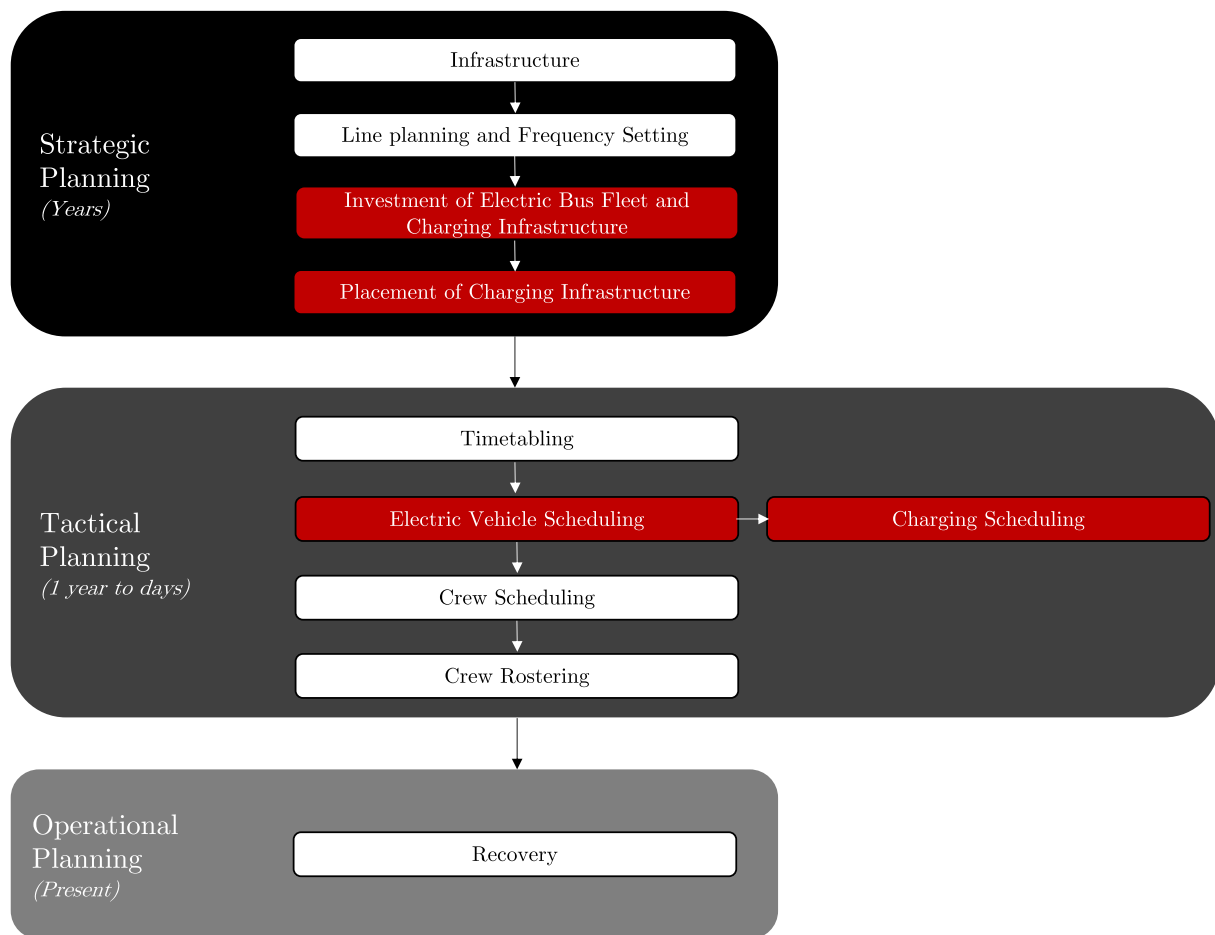 Strategic
Planning
(Years)
Infrastructure
Line planning and Frequency Setting
Investment of Electric Bus Fleet and
Charging Infrastructure
Placement of Charging Infrastructure
Tactical
Planning
(1 year to days)
Timetabling
Electric Vehicle Scheduling
Charging Scheduling
Crew Scheduling
Crew Rostering
Operational
Planning
(Present)
Recovery